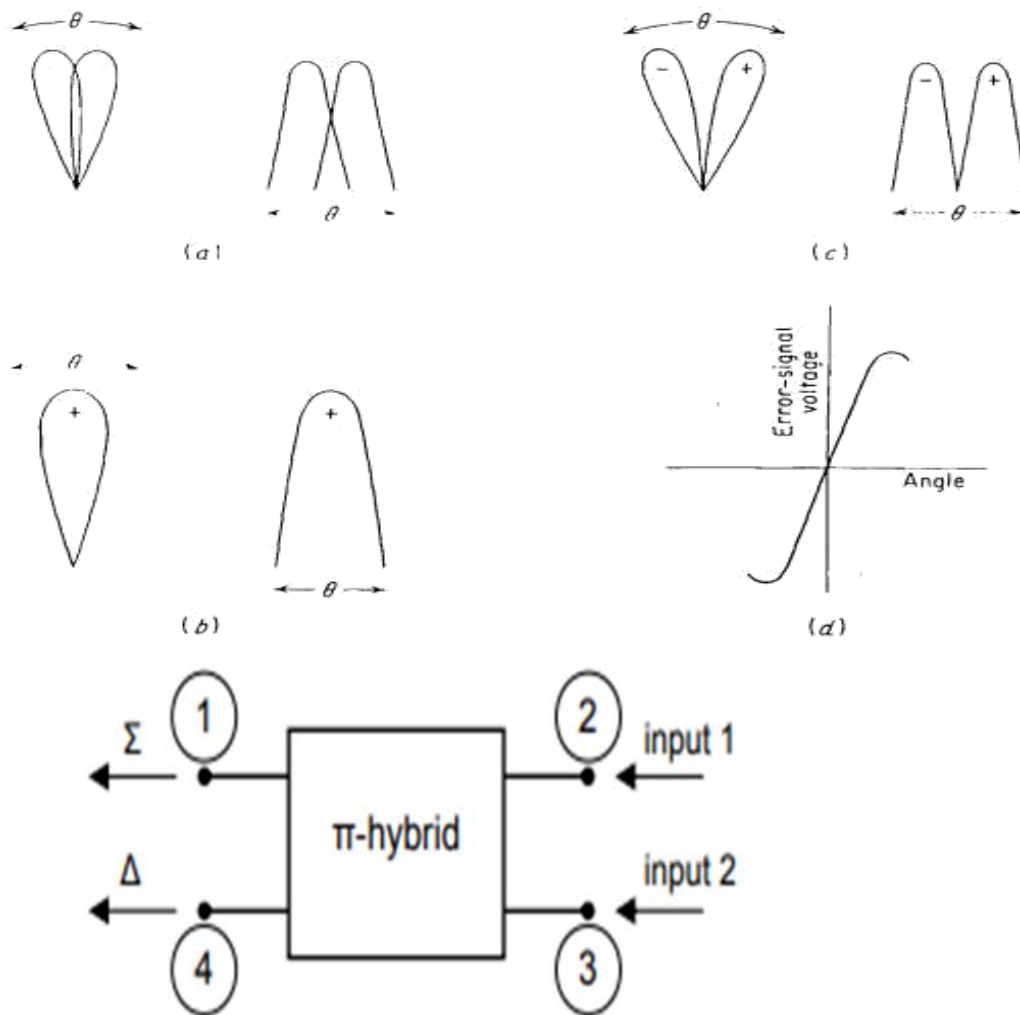 θ
θ
θ
θ
- +
- +
(a)
(c)
θ
+
+
θ
(b)
Error-signal
voltage
Angle
(d)
1
2
Σ
input 1
π-hybrid
Δ
input 2
4
3